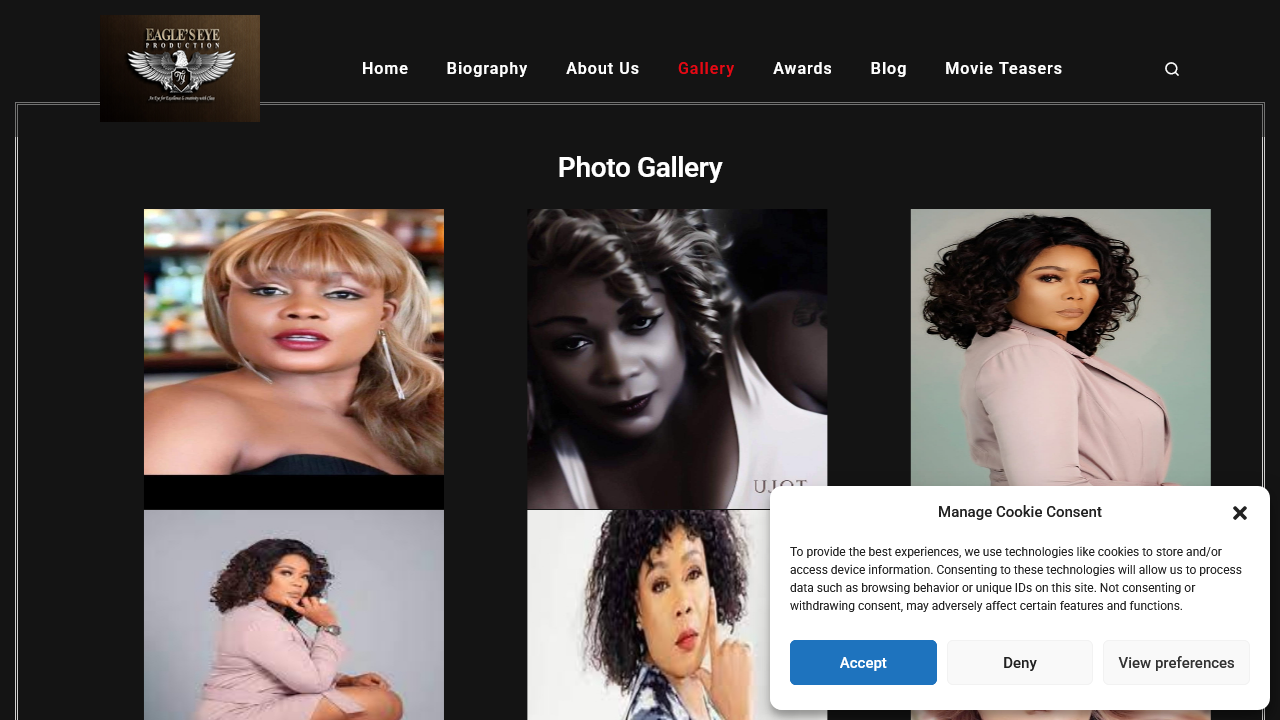 EAGLE'S EYE
PRODUCTION
An Eye for Excellence & creativity with Class
Home
Biography
About Us
Gallery
Awards
Blog
Movie Teasers
Photo Gallery
Manage Cookie Consent
To provide the best experiences, we use technologies like cookies to store and/or
access device information. Consenting to these technologies will allow us to process
data such as browsing behavior or unique IDs on this site. Not consenting or
withdrawing consent, may adversely affect certain features and functions.
Accept
Deny
View preferences